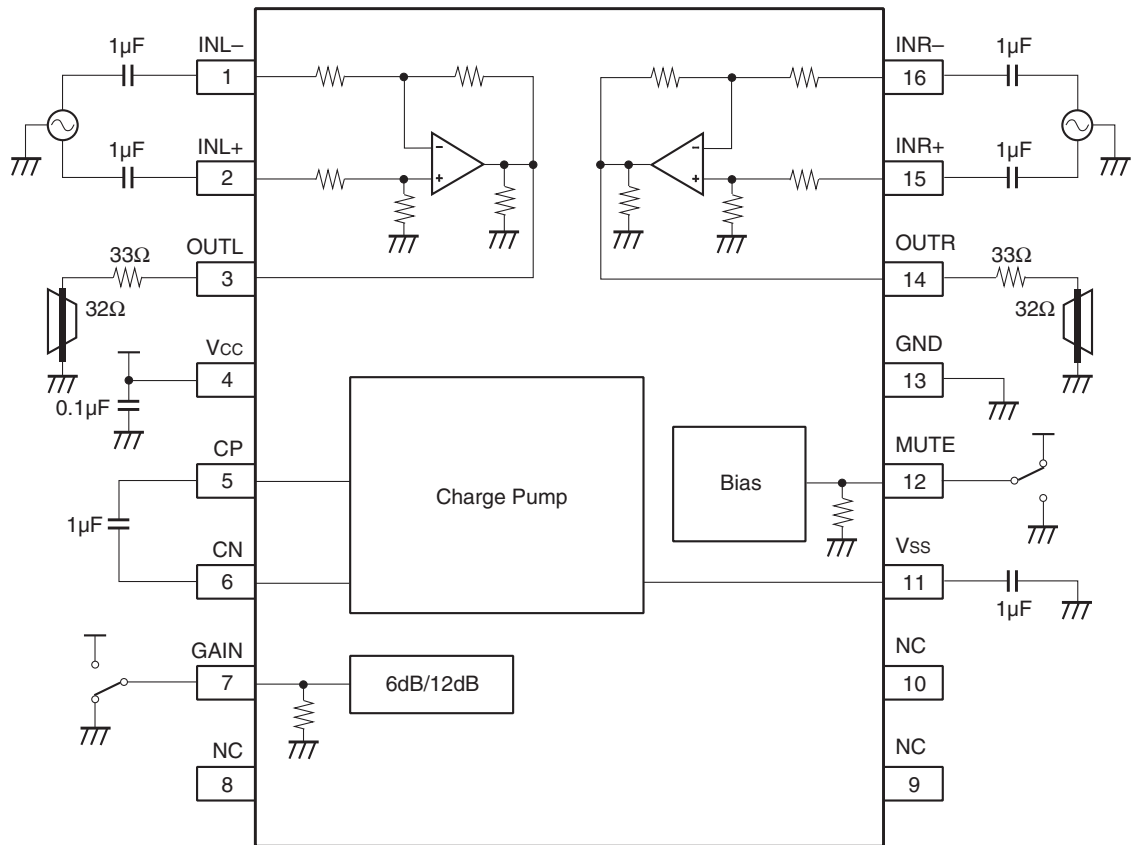 INL–
1µF
1
INL+
1µF
2
OUTL
33Ω
3
32Ω
VCC
4
0.1µF
CP
5
1µF
CN
6
GAIN
7
NC
8
–
+
–
+
Charge Pump
Bias
6dB/12dB
INR–
1µF
16
INR+
1µF
15
OUTR
33Ω
14
32Ω
GND
13
MUTE
12
VSS
11
1µF
NC
10
NC
9